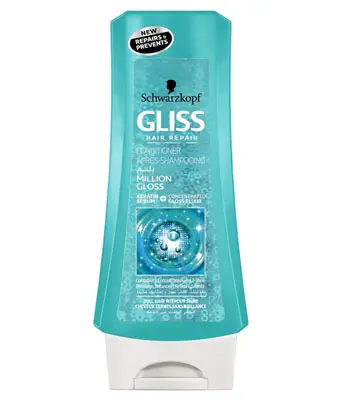 NEW
REPAIRS &
PREVENTS
Schwarzkopf
GLISS
HAIR REPAIR
CONDITIONER
APRÈS-SHAMPOOING
بلسم
MILLION
GLOSS
KERATIN
SERUM + CONCENTRATED
GLOSS ELIXIR
DULL HAIR WITHOUT SHINE
CHEVEUX TERNES SANS BRILLANCE